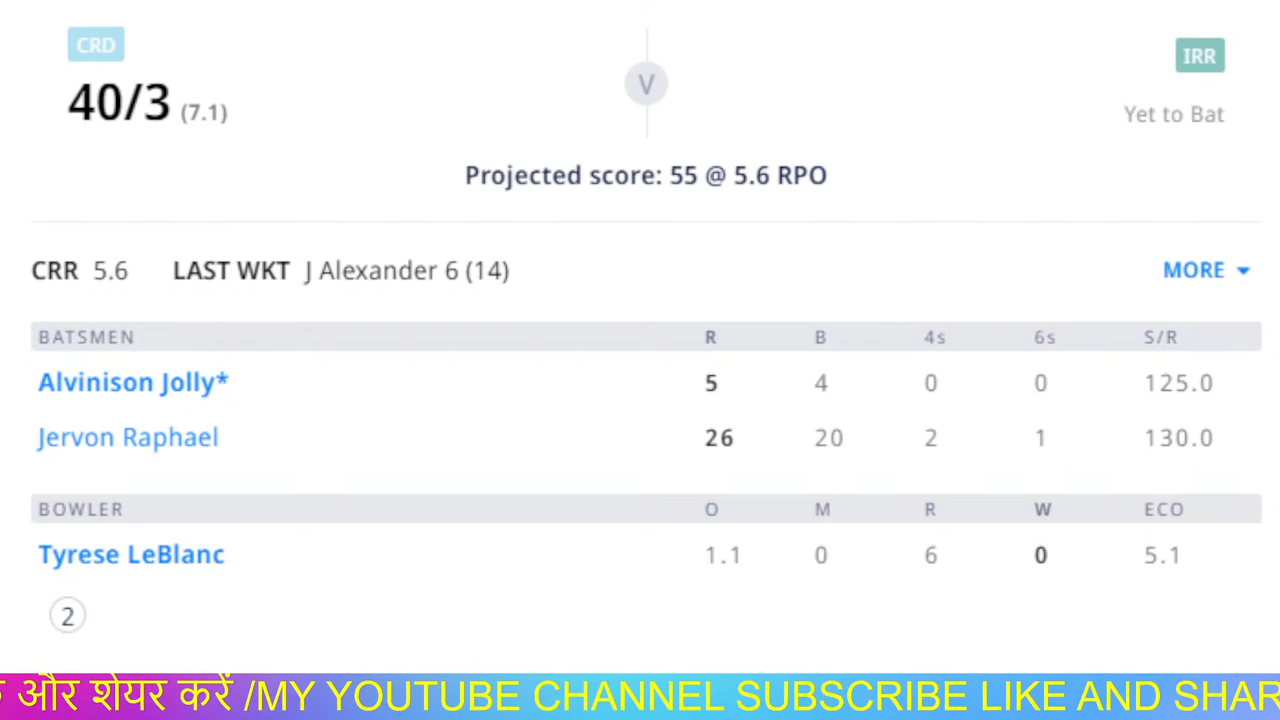 CRD
40/3 (7.1)
V
IRR
Yet to Bat
Projected score: 55 @ 5.6 RPO
CRR 5.6 LAST WKT J Alexander 6 (14)
MORE
BATSMEN R B 4s 6s S/R
Alvinison Jolly* 5 4 0 0 125.0
Jervon Raphael 26 20 2 1 130.0
BOWLER O M R W ECO
Tyrese LeBlanc 1.1 0 6 0 5.1
2
और शेयर करें /MY YOUTUBE CHANNEL SUBSCRIBE LIKE AND SHAR